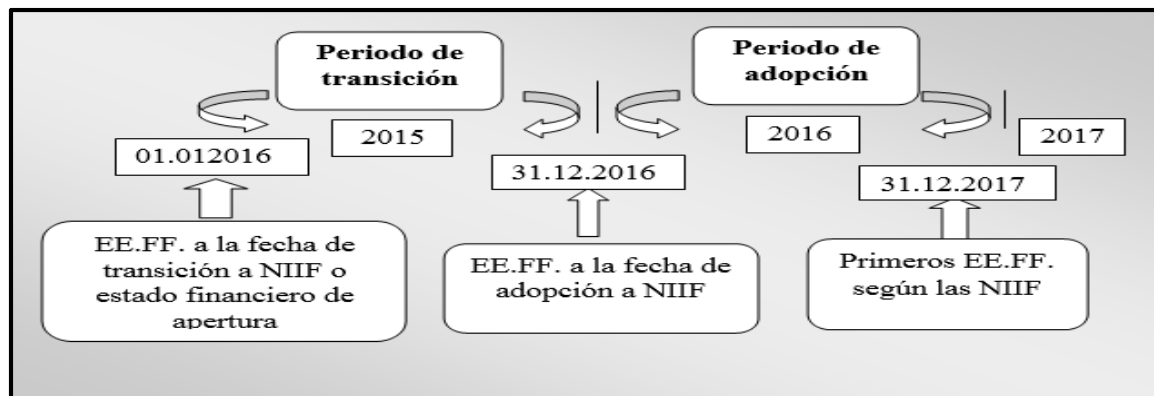 Periodo de
transición
Periodo de
adopción
2015
2016
2017
01.012016
31.12.2016
31.12.2017
EE.FF. a la fecha de
transición a NIIF o
estado financiero de
apertura
EE.FF. a la fecha de
adopción a NIIF
Primeros EE.FF.
según las NIIF